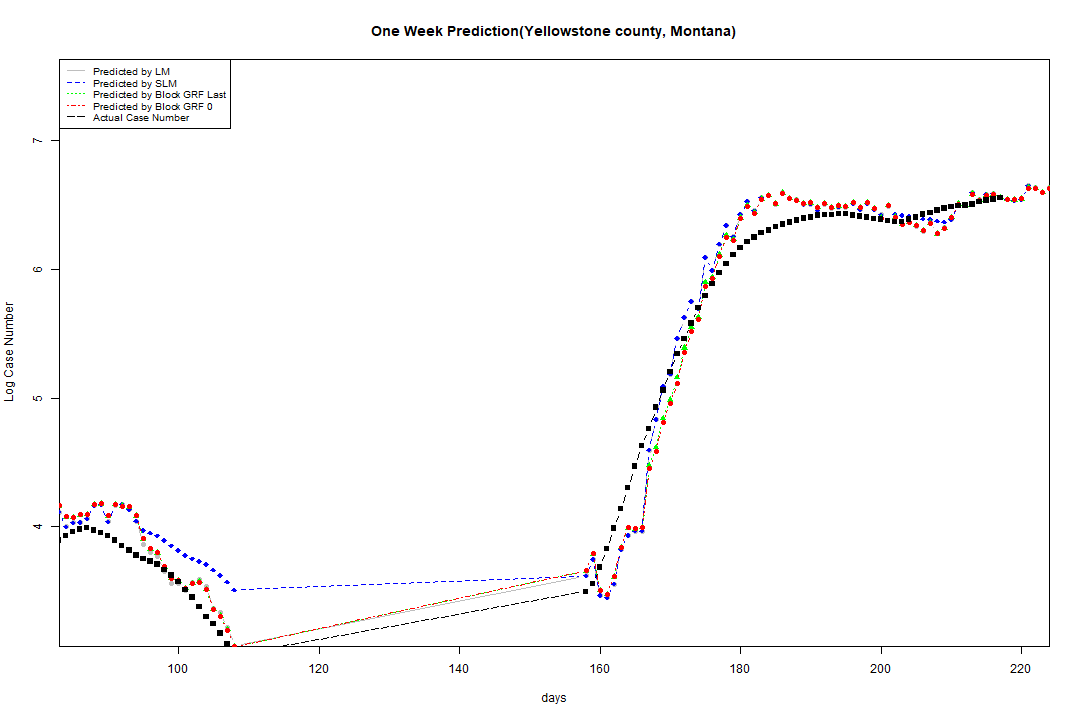 One Week Prediction(Yellowstone county, Montana)
Predicted by LM
Predicted by SLM
Predicted by Block GRF Last
Predicted by Block GRF 0
Actual Case Number
7
6
5
4
Log Case Number
100 120 140 160 180 200 220
days